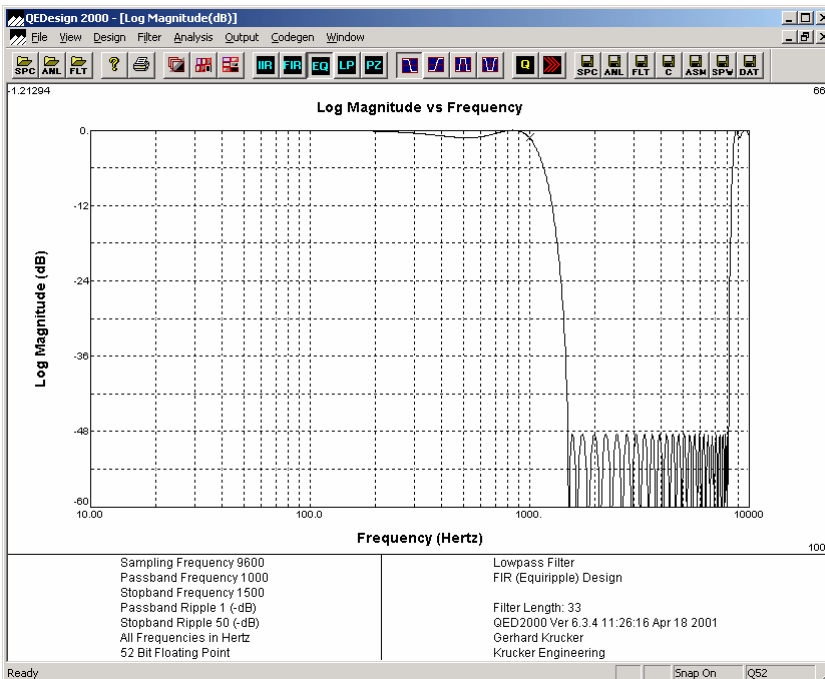 QEDesign 2000 - [Log Magnitude(dB)]
File View Design Filter Analysis Output Codegen Window
SPC ANL FLT ? IIR FIR EQ LP PZ Q SPC ANL FLT C ASM SPW DAT
-1.21294
66
Log Magnitude vs Frequency
0.
-12
-24
-36
-48
-60
Log Magnitude (dB)
10.00 100.0 1000. 10000
Frequency (Hertz)
100
Sampling Frequency 9600
Passband Frequency 1000
Stopband Frequency 1500
Passband Ripple 1 (-dB)
Stopband Ripple 50 (-dB)
All Frequencies in Hertz
52 Bit Floating Point
Lowpass Filter
FIR (Equiripple) Design
Filter Length: 33
QED2000 Ver 6.3.4 11:26:16 Apr 18 2001
Gerhard Krucker
Krucker Engineering
Ready
Snap On
Q52